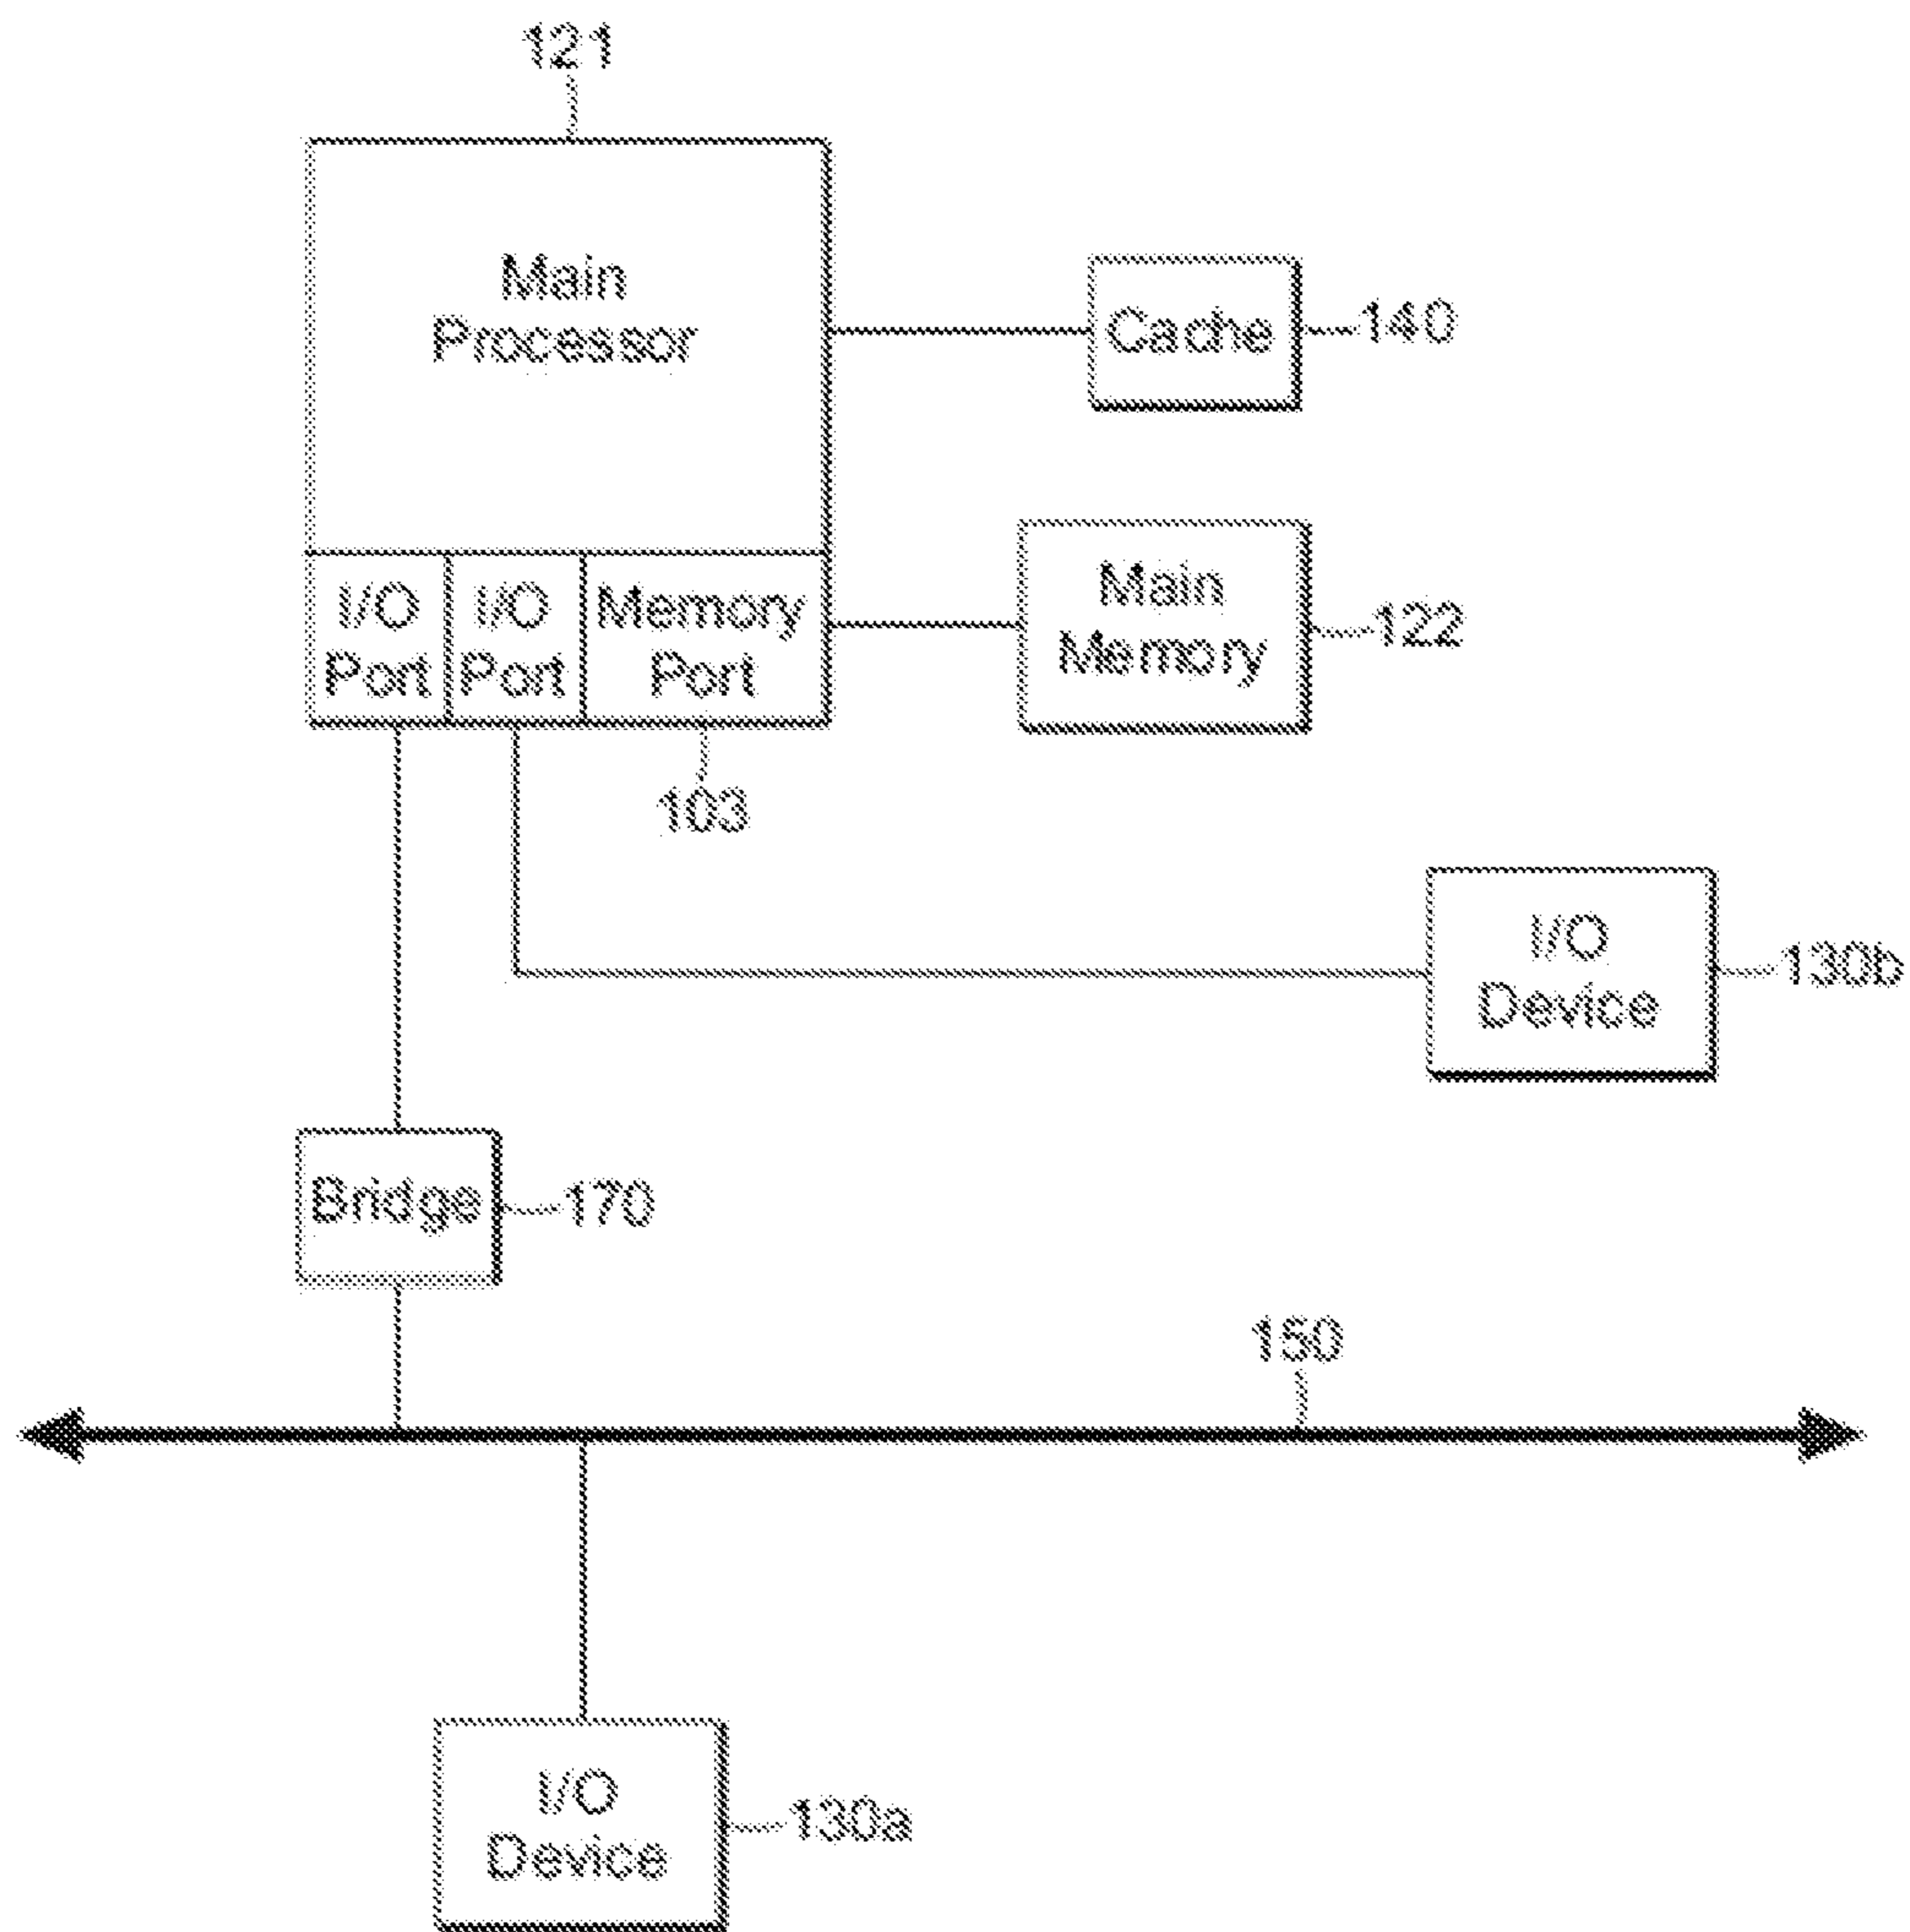 121
Main
Processor
Cache
140
I/O
Port
I/O
Port
Memory
Port
Main
Memory
122
103
I/O
Device
130b
Bridge
170
150
I/O
Device
130a